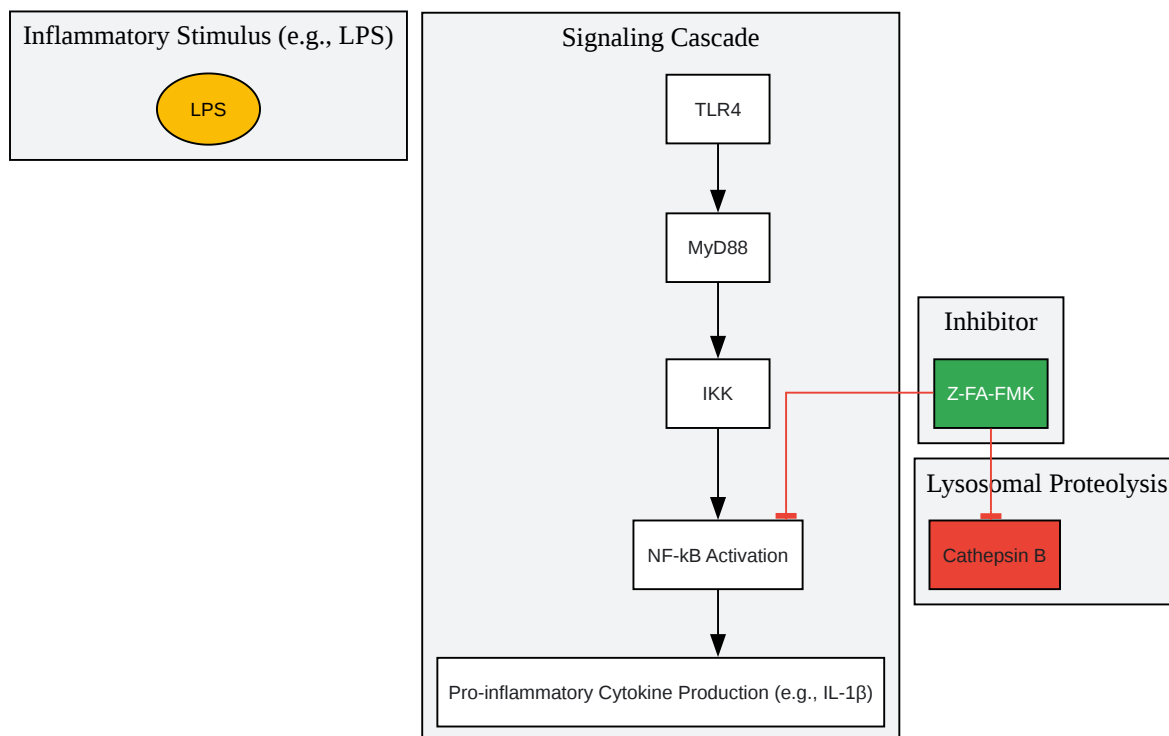 Inflammatory Stimulus (e.g., LPS)
LPS
Signaling Cascade
TLR4
MyD88
IKK
NF-kB Activation
Pro-inflammatory Cytokine Production (e.g., IL-1β)
Inhibitor
Z-FA-FMK
Lysosomal Proteolysis
Cathepsin B